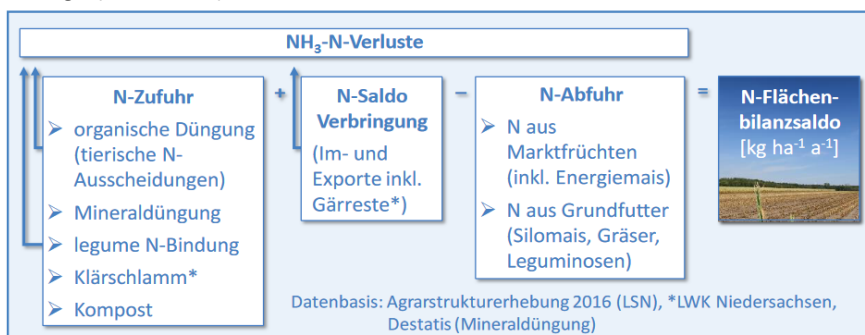 NH₃-N-Verluste
N-Zufuhr
➢ organische Düngung
(tierische N-
Ausscheidungen)
➢ Mineraldüngung
➢ legume N-Bindung
➢ Klärschlamm*
➢ Kompost
+
N-Saldo
Verbringung
(Im- und
Exporte inkl.
Gärreste*)
–
N-Abfuhr
➢ N aus
Marktfrüchten
(inkl. Energiemais)
➢ N aus Grundfutter
(Silomais, Gräser,
Leguminosen)
=
N-Flächen-
bilanzsaldo
[kg ha⁻¹ a⁻¹]
Datenbasis: Agrarstrukturerhebung 2016 (LSN), *LWK Niedersachsen,
Destatis (Mineraldüngung)